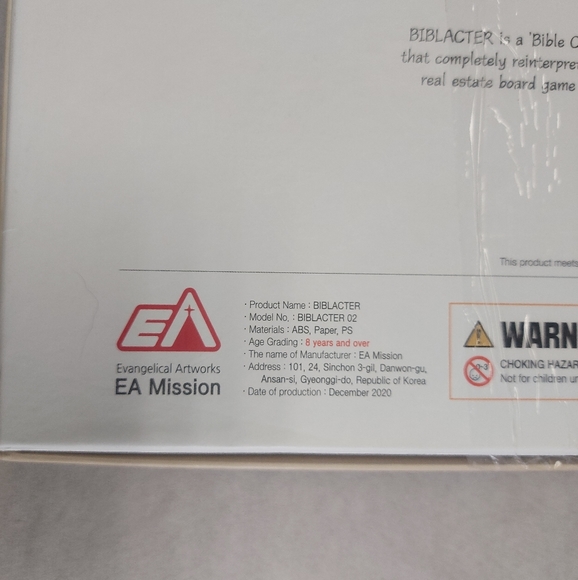 BIBLACTER is a 'Bible
that completely
real estate board game
This product meets
EA
Evangelical Artworks
EA Mission
· Product Name : BIBLACTER
· Model No. : BIBLACTER 02
· Materials : ABS, Paper, PS
· Age Grading : 8 years and over
· The name of Manufacturer : EA Mission
· Address : 101, 24, Sinchon 3-gil, Danwon-gu,
Ansan-si, Gyeonggi-do, Republic of Korea
· Date of production : December 2020
WARN
0-3
CHOKING HAZAR
Not for children un